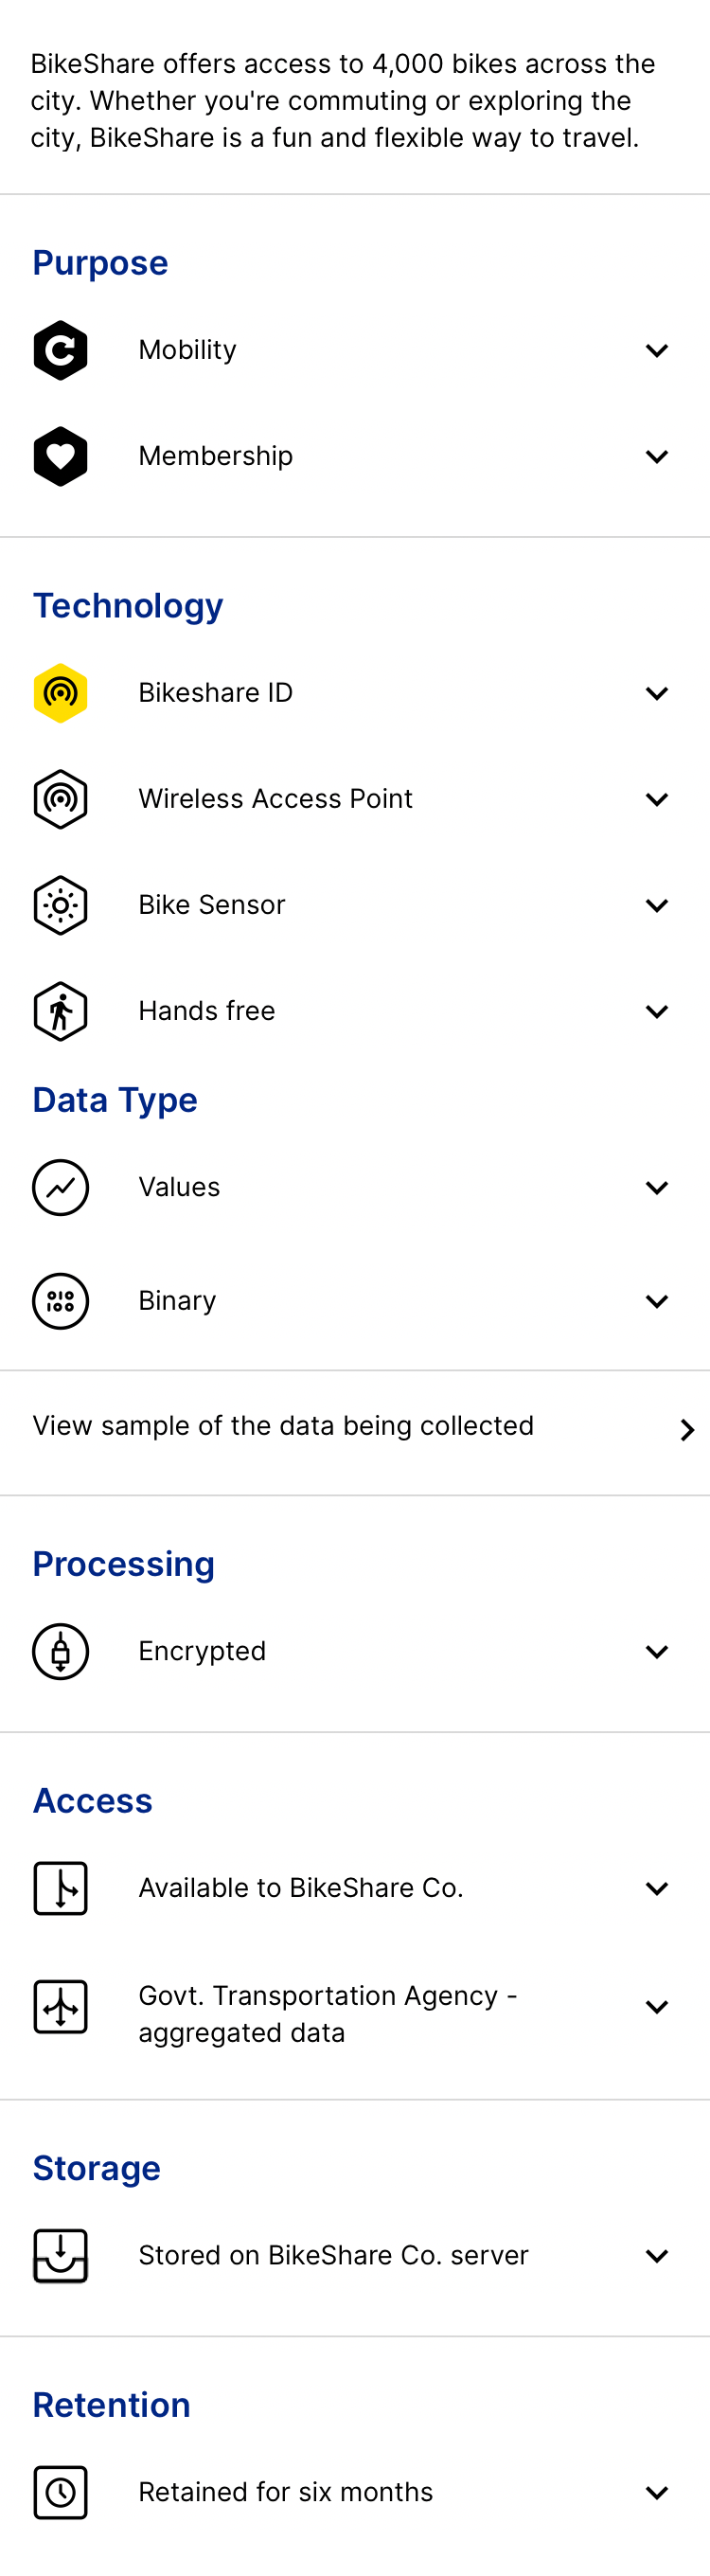 BikeShare offers access to 4,000 bikes across the
city. Whether you're commuting or exploring the
city, BikeShare is a fun and flexible way to travel.
Purpose
Mobility
Membership
Technology
Bikeshare ID
Wireless Access Point
Bike Sensor
Hands free
Data Type
Values
Binary
View sample of the data being collected
Processing
Encrypted
Access
Available to BikeShare Co.
Govt. Transportation Agency -
aggregated data
Storage
Stored on BikeShare Co. server
Retention
Retained for six months